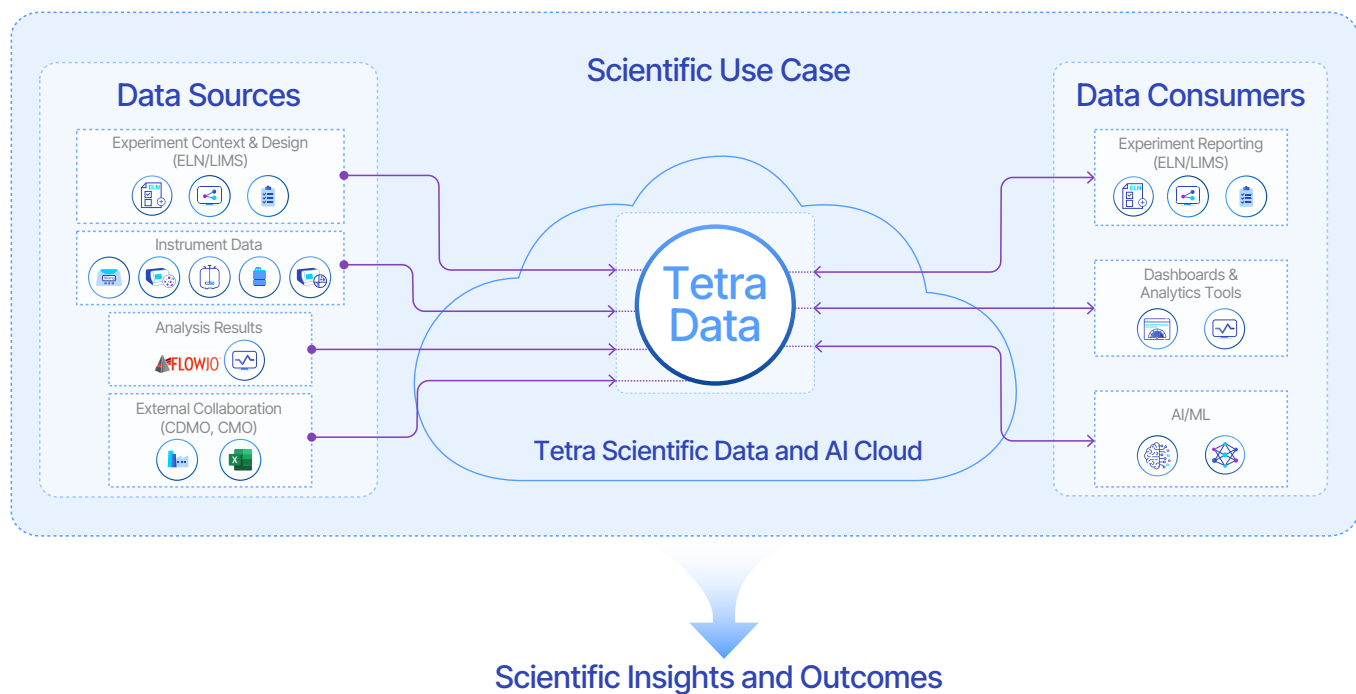 Scientific Use Case
Data Sources
Experiment Context & Design
(ELN/LIMS)
ELN
Instrument Data
Analysis Results
FLOWJO
External Collaboration
(CDMO, CMO)
Tetra
Data
Tetra Scientific Data and AI Cloud
Data Consumers
Experiment Reporting
(ELN/LIMS)
ELN
Dashboards &
Analytics Tools
AI/ML
Scientific Insights and Outcomes